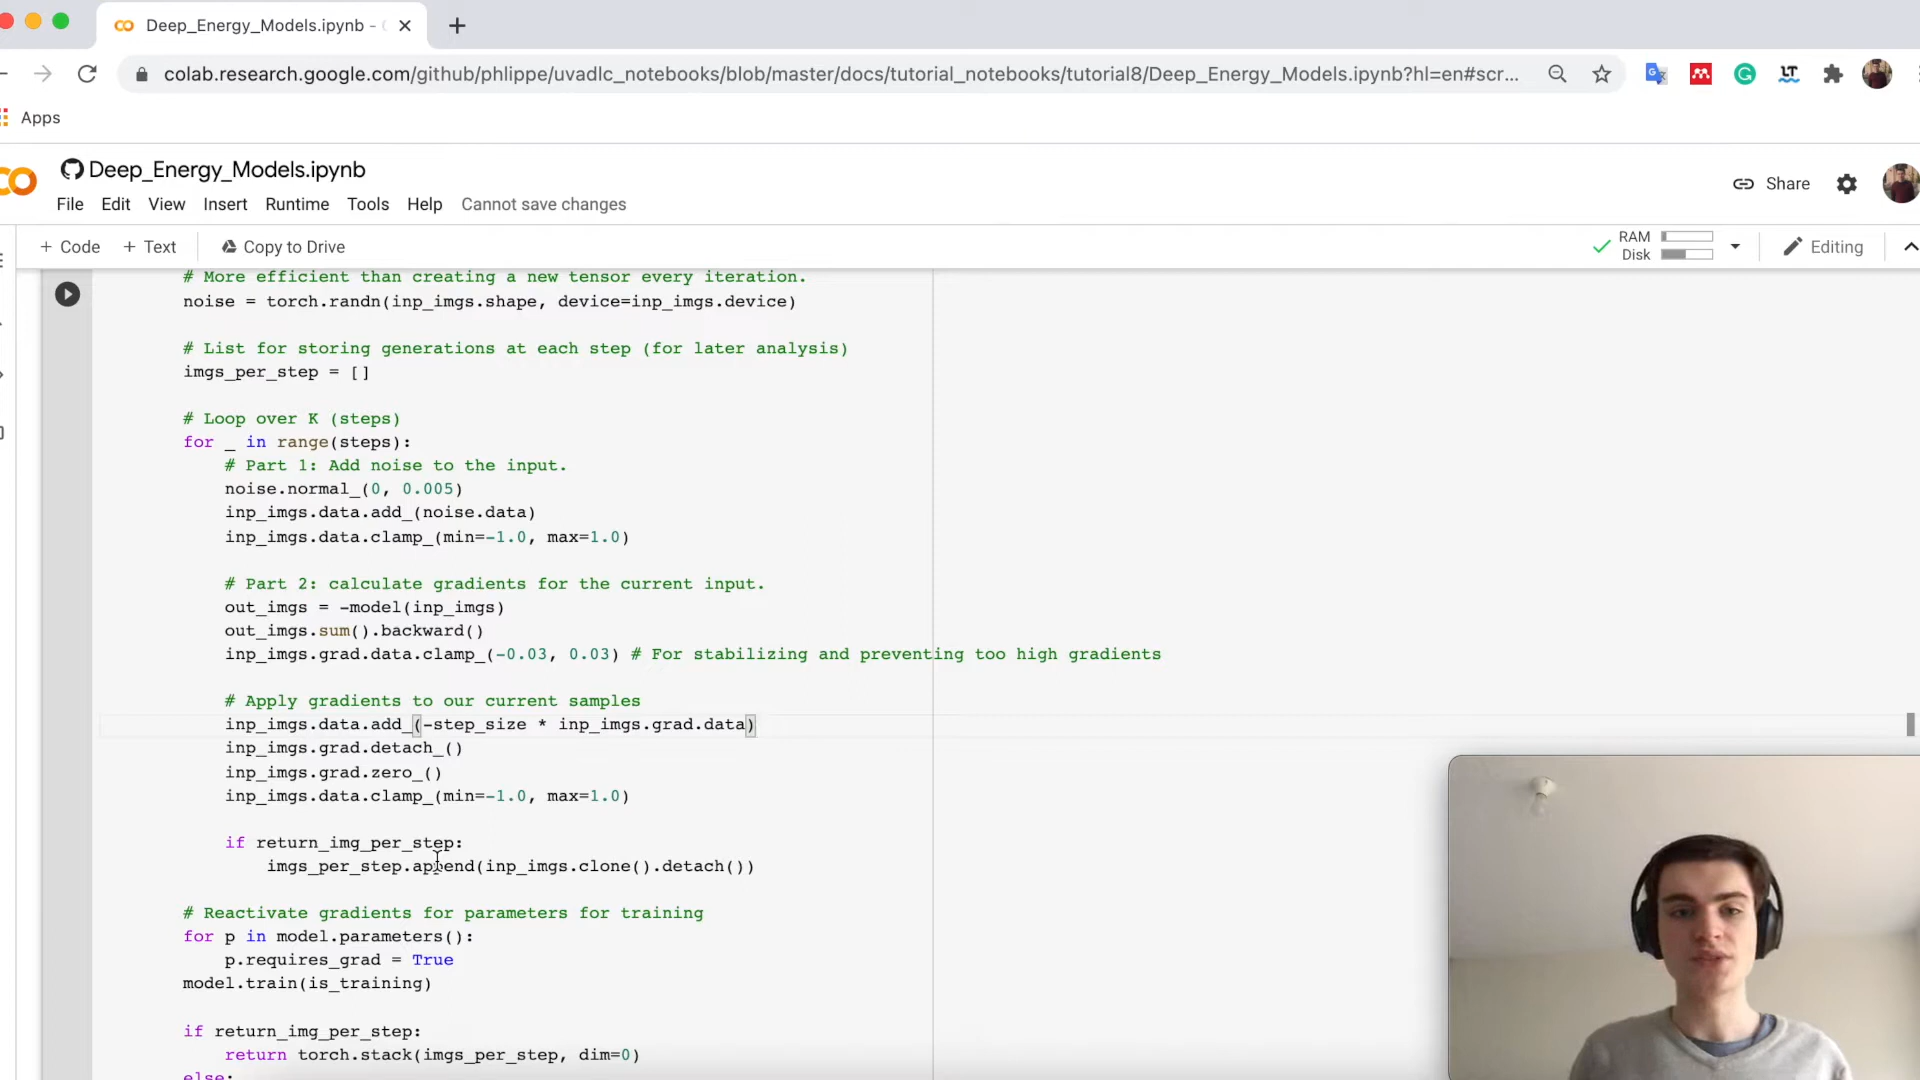 Deep_Energy_Models.ipynb -
colab.research.google.com/github/phlippe/uvadlc_notebooks/blob/master/docs/tutorial_notebooks/tutorial8/Deep_Energy_Models.ipynb?hl=en#scr...
Apps
Deep_Energy_Models.ipynb
Share
File Edit View Insert Runtime Tools Help Cannot save changes
+ Code + Text Copy to Drive
RAM
Disk
Editing
# More efficient than creating a new tensor every iteration.
noise = torch.randn(inp_imgs.shape, device=inp_imgs.device)
# List for storing generations at each step (for later analysis)
imgs_per_step = []
# Loop over K (steps)
for _ in range(steps):
# Part 1: Add noise to the input.
noise.normal_(0, 0.005)
inp_imgs.data.add_(noise.data)
inp_imgs.data.clamp_(min=-1.0, max=1.0)
# Part 2: calculate gradients for the current input.
out_imgs = -model(inp_imgs)
out_imgs.sum().backward()
inp_imgs.grad.data.clamp_(-0.03, 0.03) # For stabilizing and preventing too high gradients
# Apply gradients to our current samples
inp_imgs.data.add_(-step_size * inp_imgs.grad.data)
inp_imgs.grad.detach_()
inp_imgs.grad.zero_()
inp_imgs.data.clamp_(min=-1.0, max=1.0)
if return_img_per_step:
imgs_per_step.append(inp_imgs.clone().detach())
# Reactivate gradients for parameters for training
for p in model.parameters():
p.requires_grad = True
model.train(is_training)
if return_img_per_step:
return torch.stack(imgs_per_step, dim=0)
else: